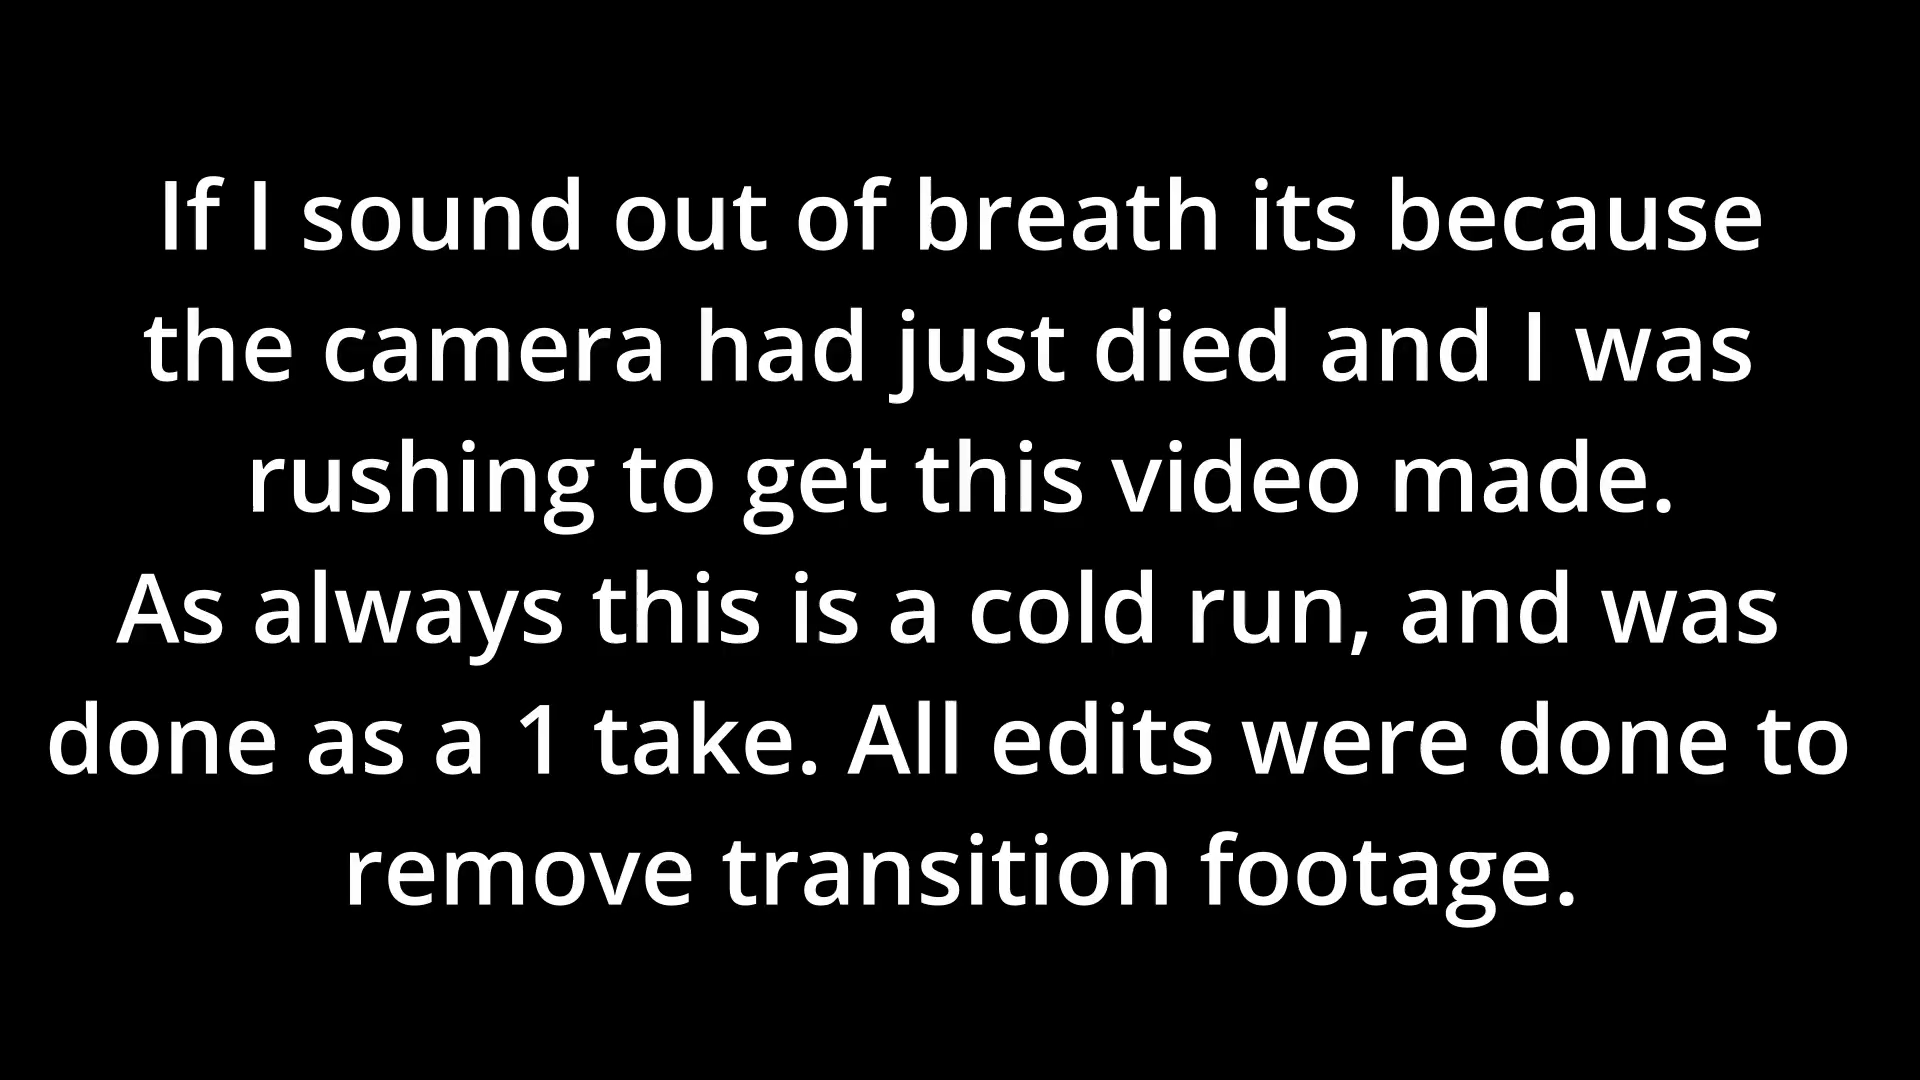 If I sound out of breath its because
the camera had just died and I was
rushing to get this video made.
As always this is a cold run, and was
done as a 1 take. All edits were done to
remove transition footage.